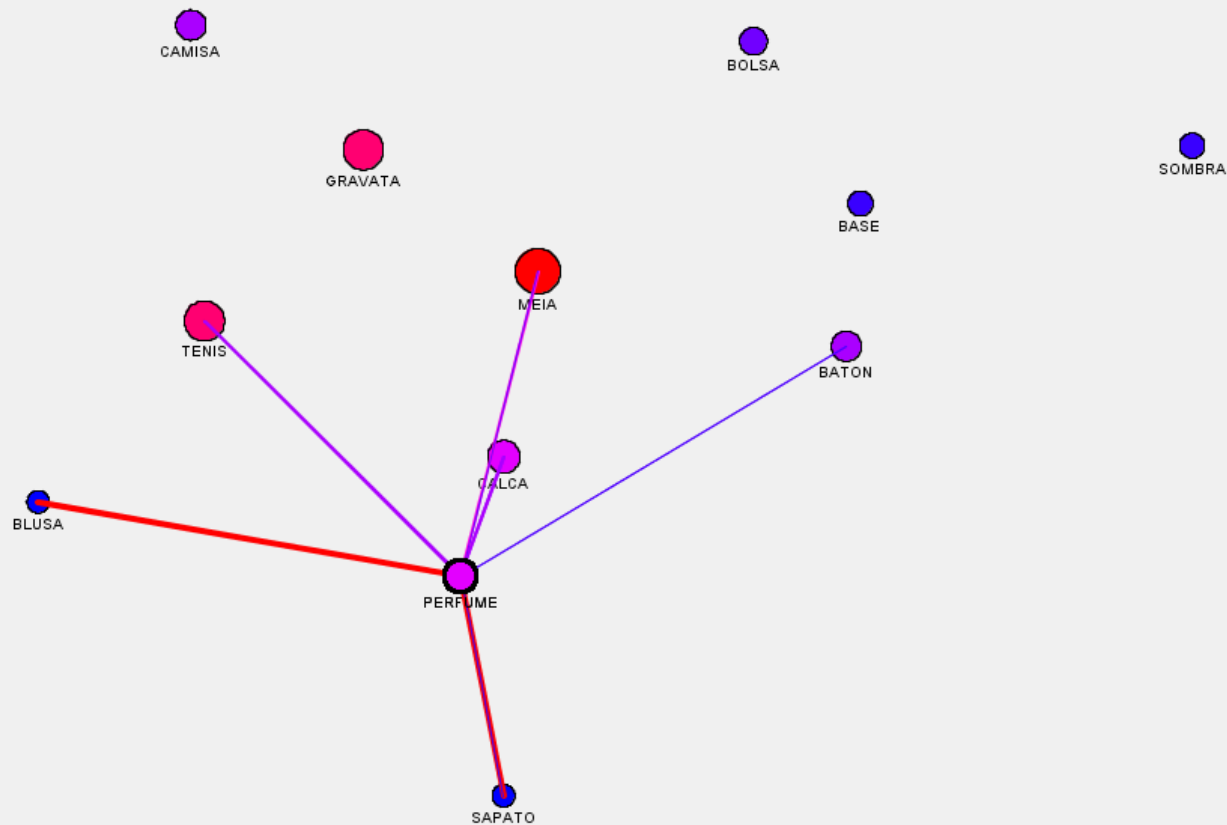 CAMISA
BOLSA
SOMBRA
GRAVATA
BASE
MEIA
TENIS
BATON
CALCA
BLUSA
PERFUME
SAPATO